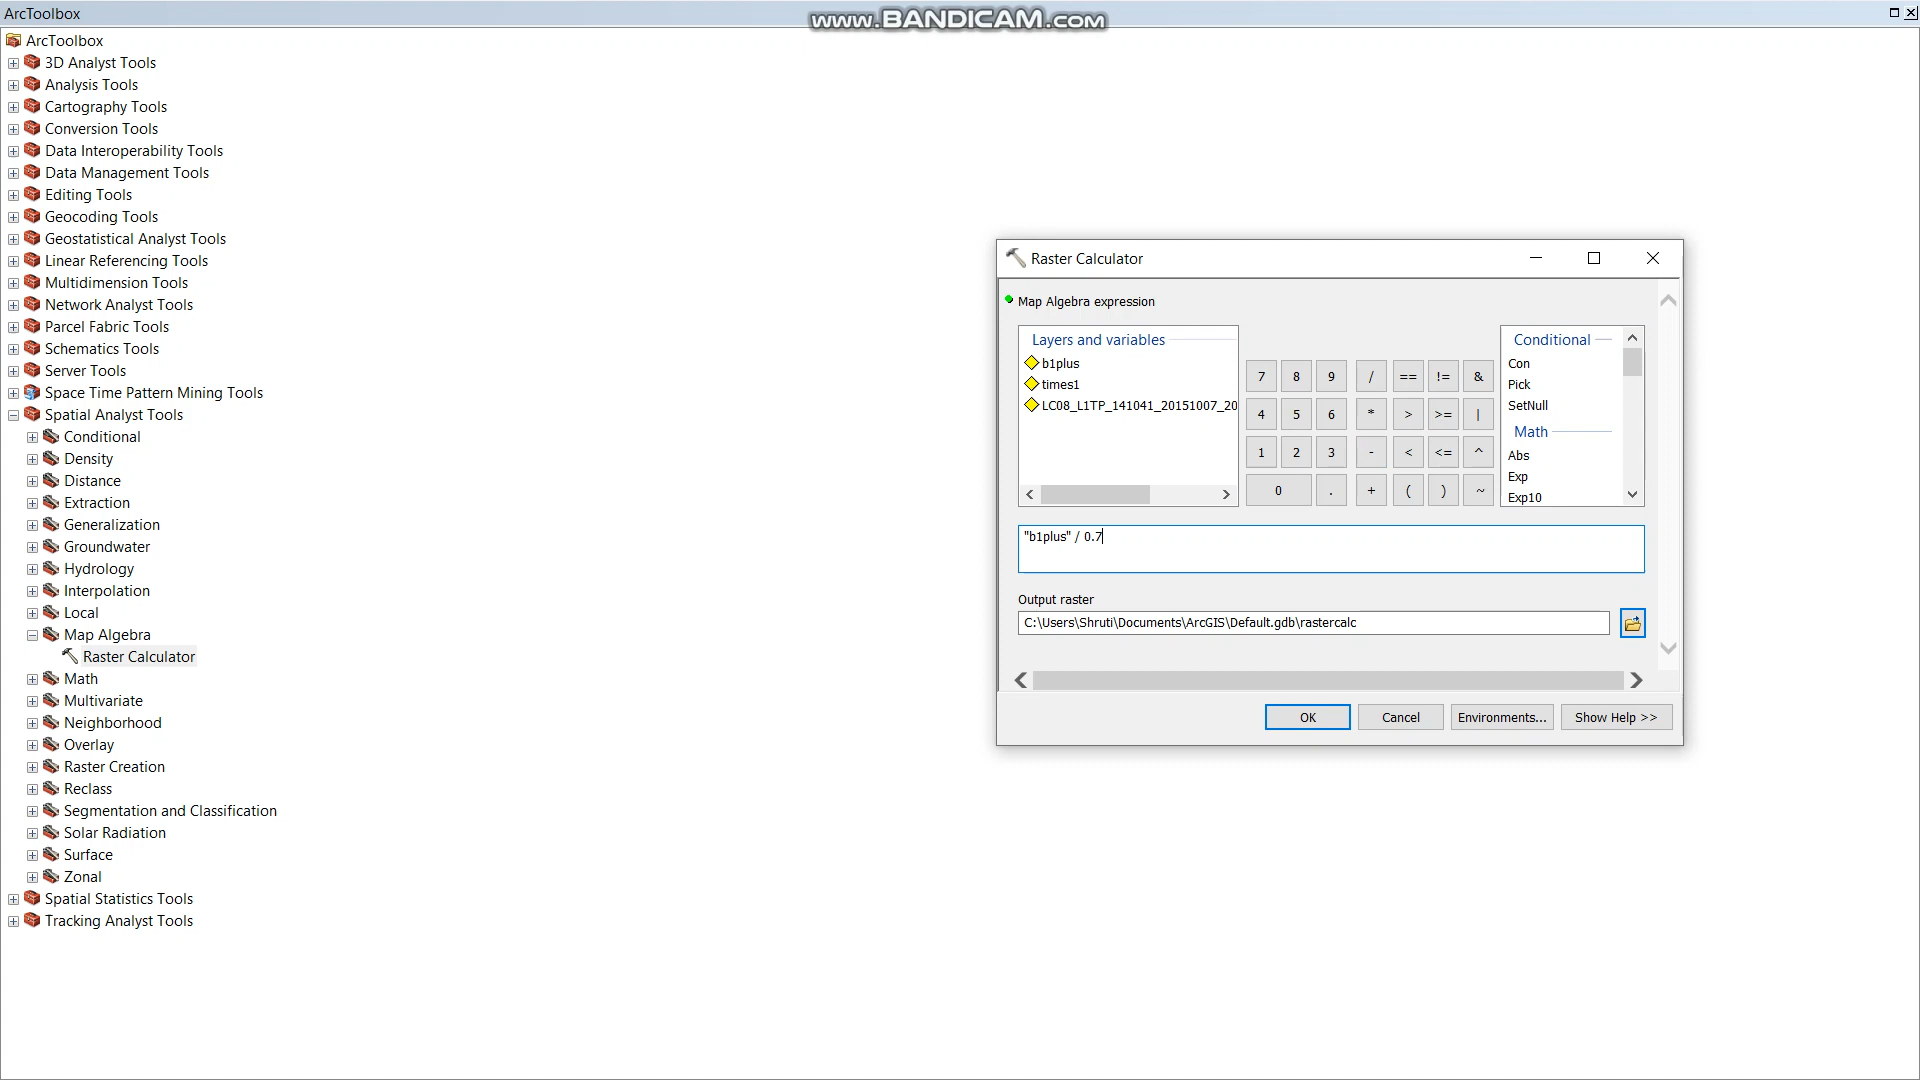 ArcToolbox
www.BANDICAM.com
ArcToolbox
3D Analyst Tools
Analysis Tools
Cartography Tools
Conversion Tools
Data Interoperability Tools
Data Management Tools
Editing Tools
Geocoding Tools
Geostatistical Analyst Tools
Linear Referencing Tools
Multidimension Tools
Network Analyst Tools
Parcel Fabric Tools
Schematics Tools
Server Tools
Space Time Pattern Mining Tools
Spatial Analyst Tools
Conditional
Density
Distance
Extraction
Generalization
Groundwater
Hydrology
Interpolation
Local
Map Algebra
Raster Calculator
Math
Multivariate
Neighborhood
Overlay
Raster Creation
Reclass
Segmentation and Classification
Solar Radiation
Surface
Zonal
Spatial Statistics Tools
Tracking Analyst Tools
Raster Calculator
Map Algebra expression
Layers and variables
b1plus
times1
LC08_L1TP_141041_20151007_20
7 8 9 / == != &
4 5 6 * > >= |
1 2 3 - < <= ^
0 . + ( ) ~
Conditional
Con
Pick
SetNull
Math
Abs
Exp
Exp10
"b1plus" / 0.7
Output raster
C:\Users\Shruti\Documents\ArcGIS\Default.gdb\rastercalc
OK Cancel Environments... Show Help >>